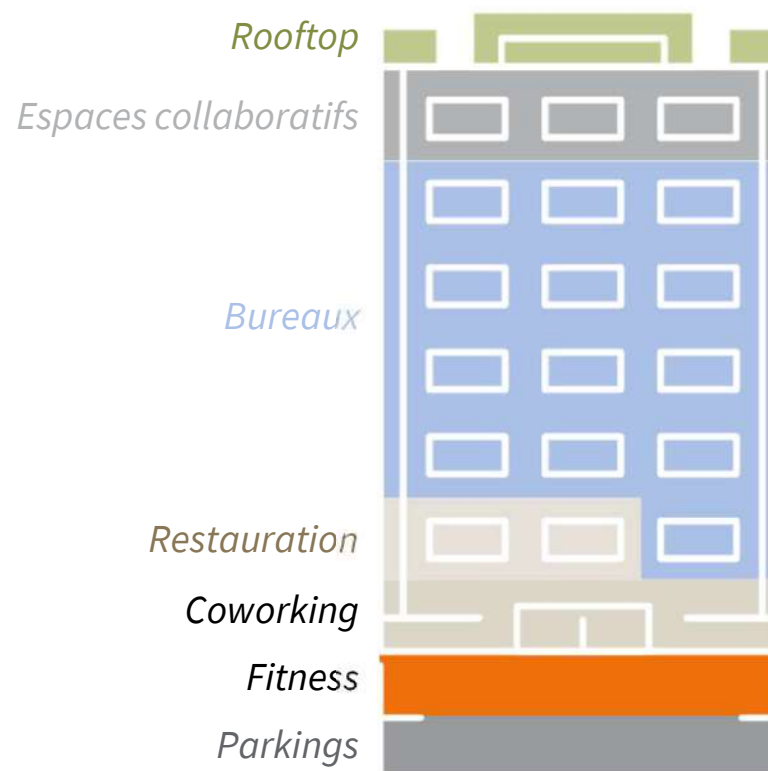 Rooftop
Espaces collaboratifs
Bureaux
Restauration
Coworking
Fitness
Parkings